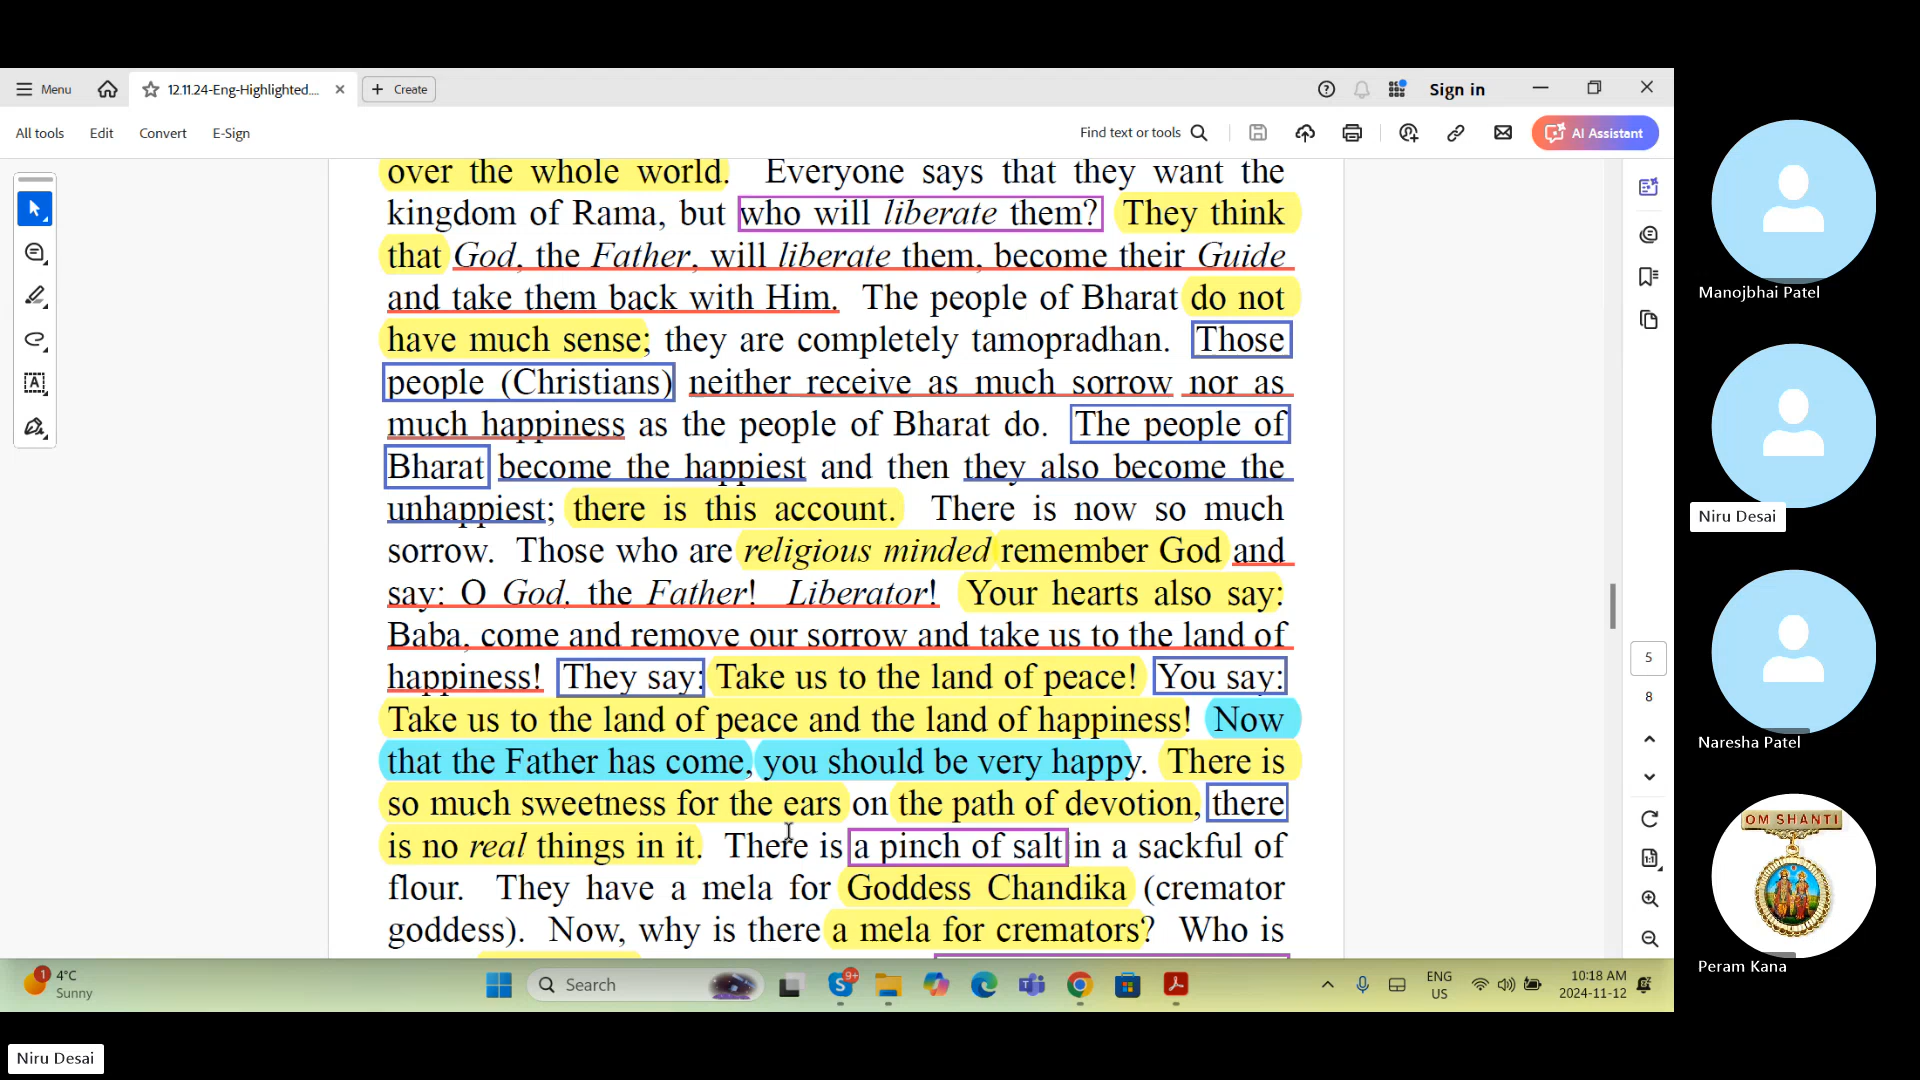 Menu
12.11.24-Eng-Highlighted....
Create
Sign in
All tools
Edit
Convert
E-Sign
Find text or tools
AI Assistant
over the whole world. Everyone says that they want the
kingdom of Rama, but who will liberate them? They think
that God, the Father, will liberate them, become their Guide
and take them back with Him. The people of Bharat do not
have much sense; they are completely tamopradhan. Those
people (Christians) neither receive as much sorrow nor as
much happiness as the people of Bharat do. The people of
Bharat become the happiest and then they also become the
unhappiest; there is this account. There is now so much
sorrow. Those who are religious minded remember God and
say: O God, the Father! Liberator! Your hearts also say:
Baba, come and remove our sorrow and take us to the land of
happiness! They say: Take us to the land of peace! You say:
Take us to the land of peace and the land of happiness! Now
that the Father has come, you should be very happy. There is
so much sweetness for the ears on the path of devotion, there
is no real things in it. There is a pinch of salt in a sackful of
flour. They have a mela for Goddess Chandika (cremator
goddess). Now, why is there a mela for cremators? Who is
5
8
1
4°C
Sunny
Search
9+
ENG
US
10:18 AM
2024-11-12
Manojbhai Patel
Niru Desai
Naresha Patel
OM SHANTI
Peram Kana
Niru Desai